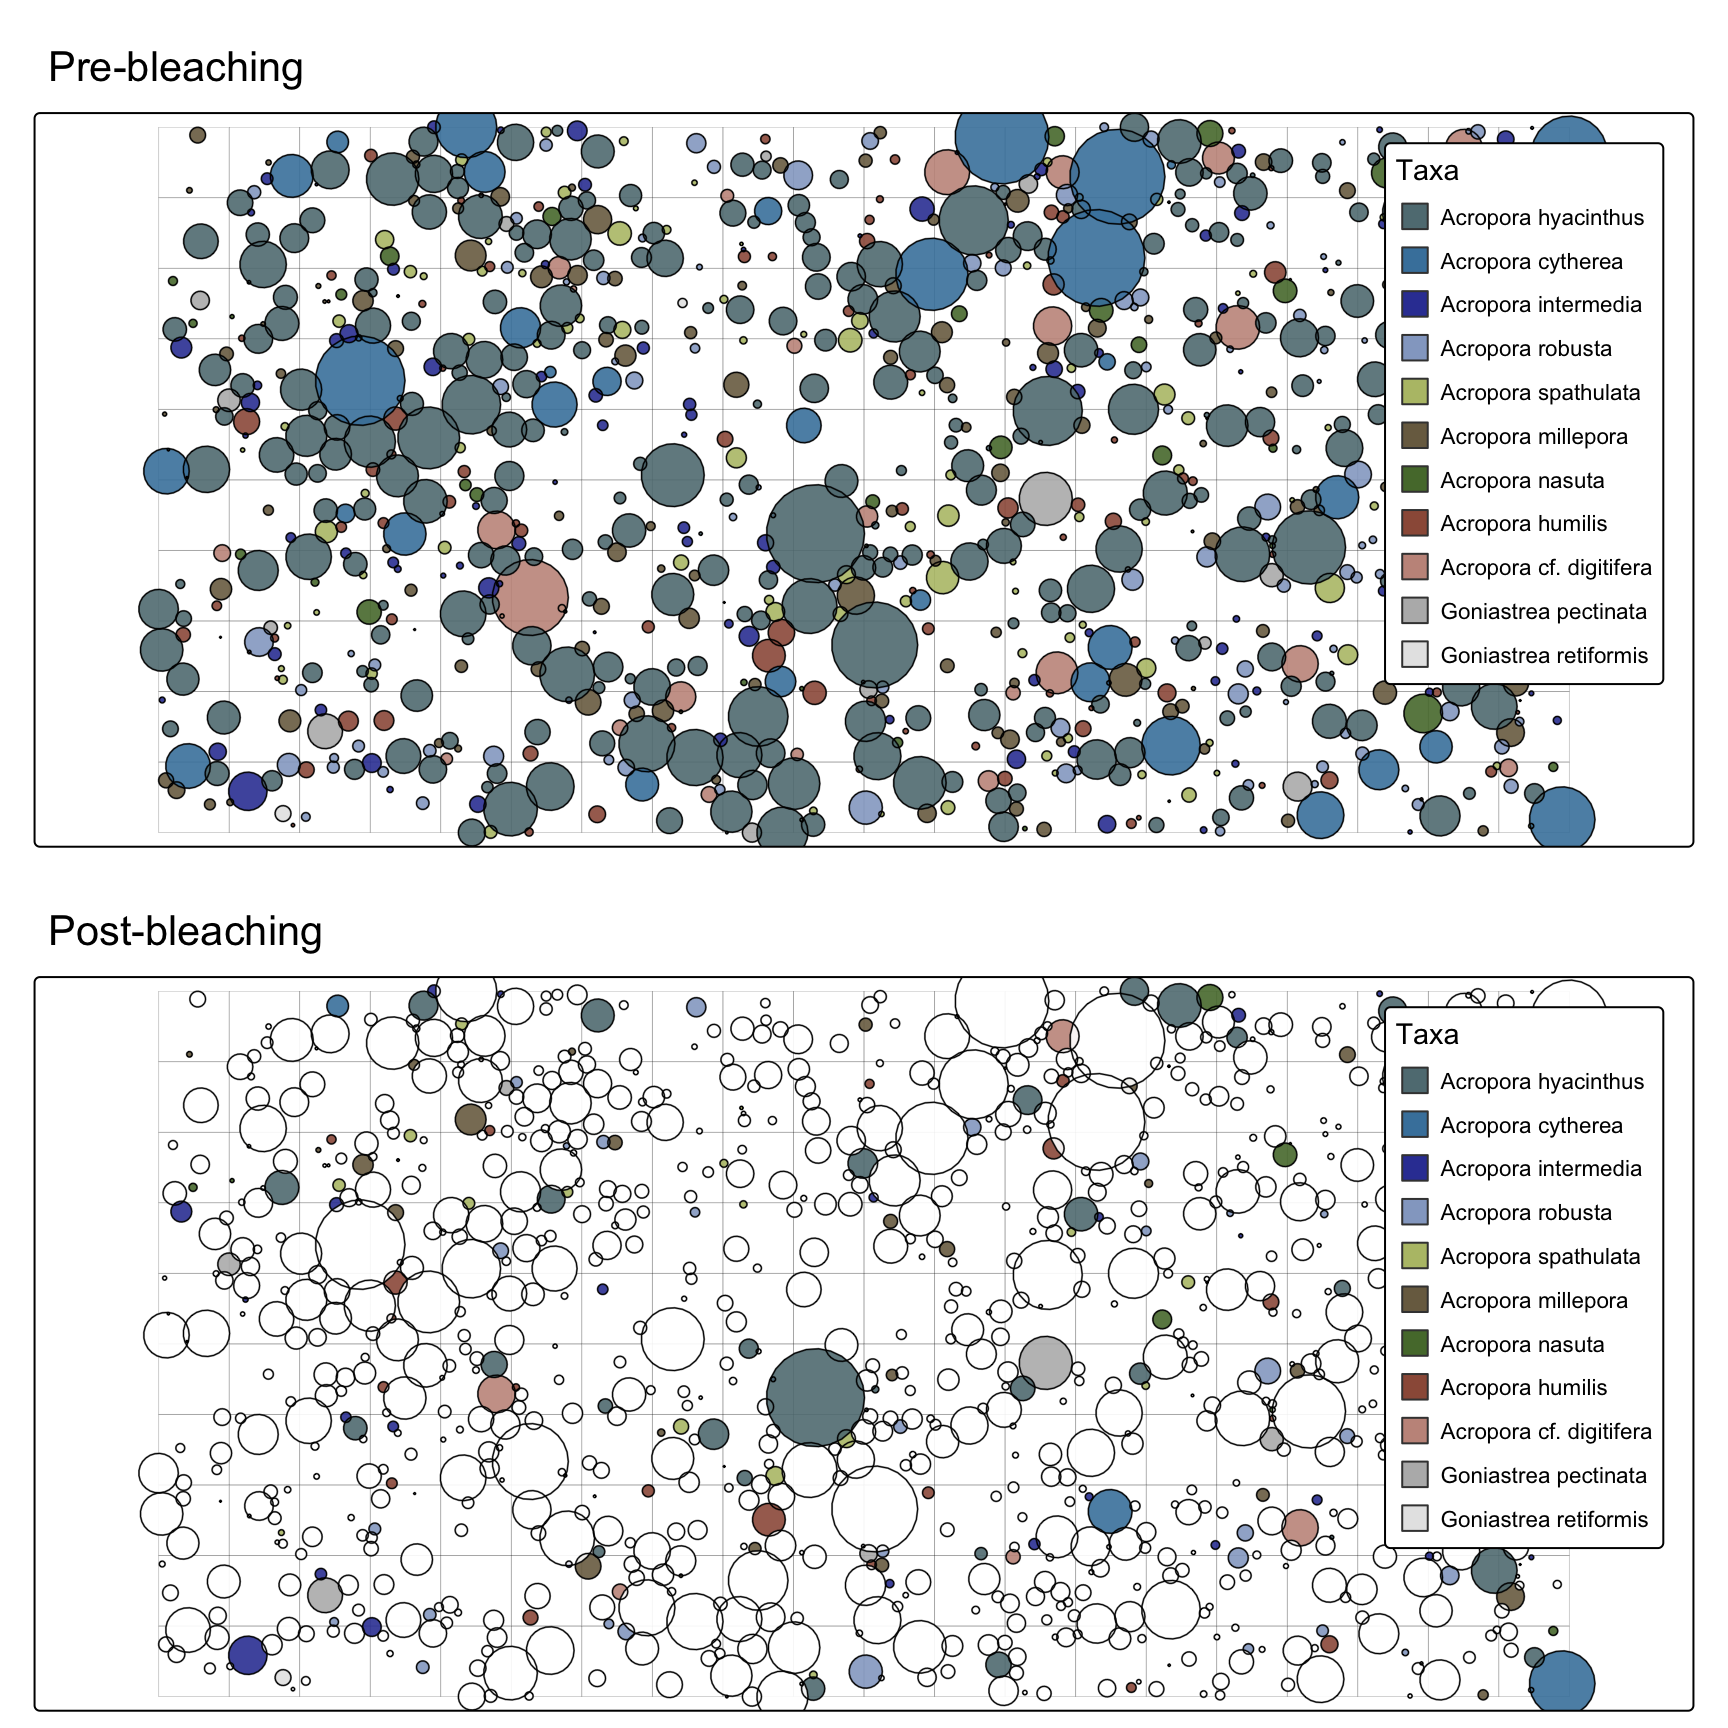 Pre-bleaching
Taxa
Acropora hyacinthus
Acropora cytherea
Acropora intermedia
Acropora robusta
Acropora spathulata
Acropora millepora
Acropora nasuta
Acropora humilis
Acropora cf. digitifera
Goniastrea pectinata
Goniastrea retiformis
Post-bleaching
Taxa
Acropora hyacinthus
Acropora cytherea
Acropora intermedia
Acropora robusta
Acropora spathulata
Acropora millepora
Acropora nasuta
Acropora humilis
Acropora cf. digitifera
Goniastrea pectinata
Goniastrea retiformis